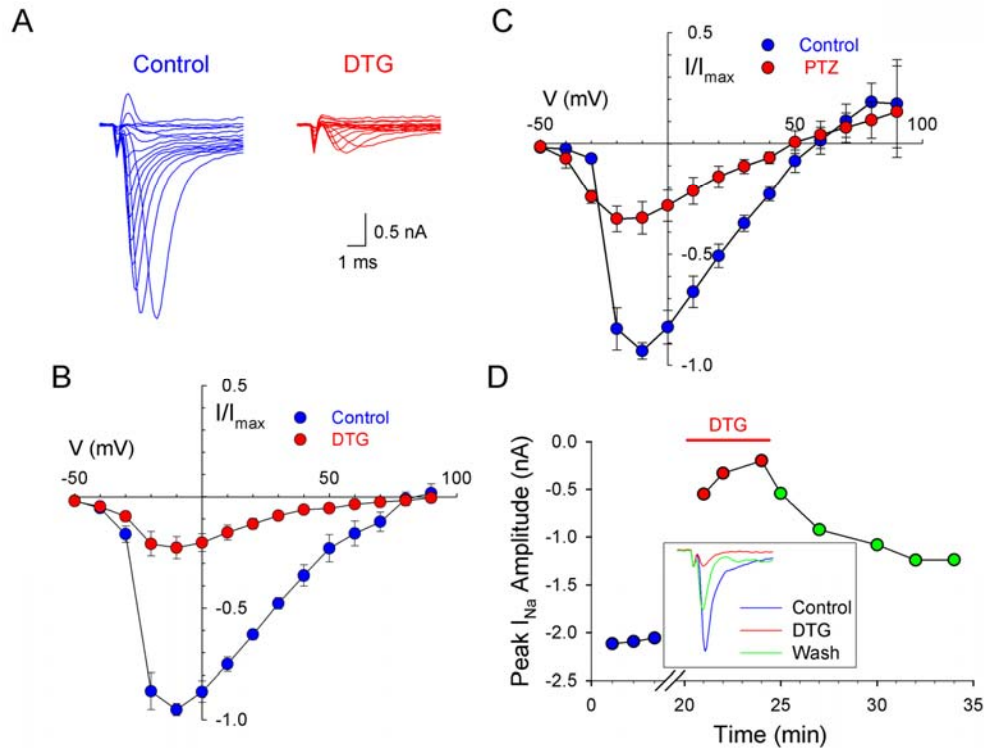 A
Control
DTG
0.5 nA
1 ms
B
0.5
I/Imax
Control
DTG
V (mV)
-50
50
100
-0.5
-1.0
C
0.5
Control
I/Imax
PTZ
V (mV)
-50
50
100
-0.5
-1.0
D
DTG
Peak INa Amplitude (nA)
0.0
-0.5
-1.0
-1.5
-2.0
-2.5
Control
DTG
Wash
0
20
25
30
35
Time (min)